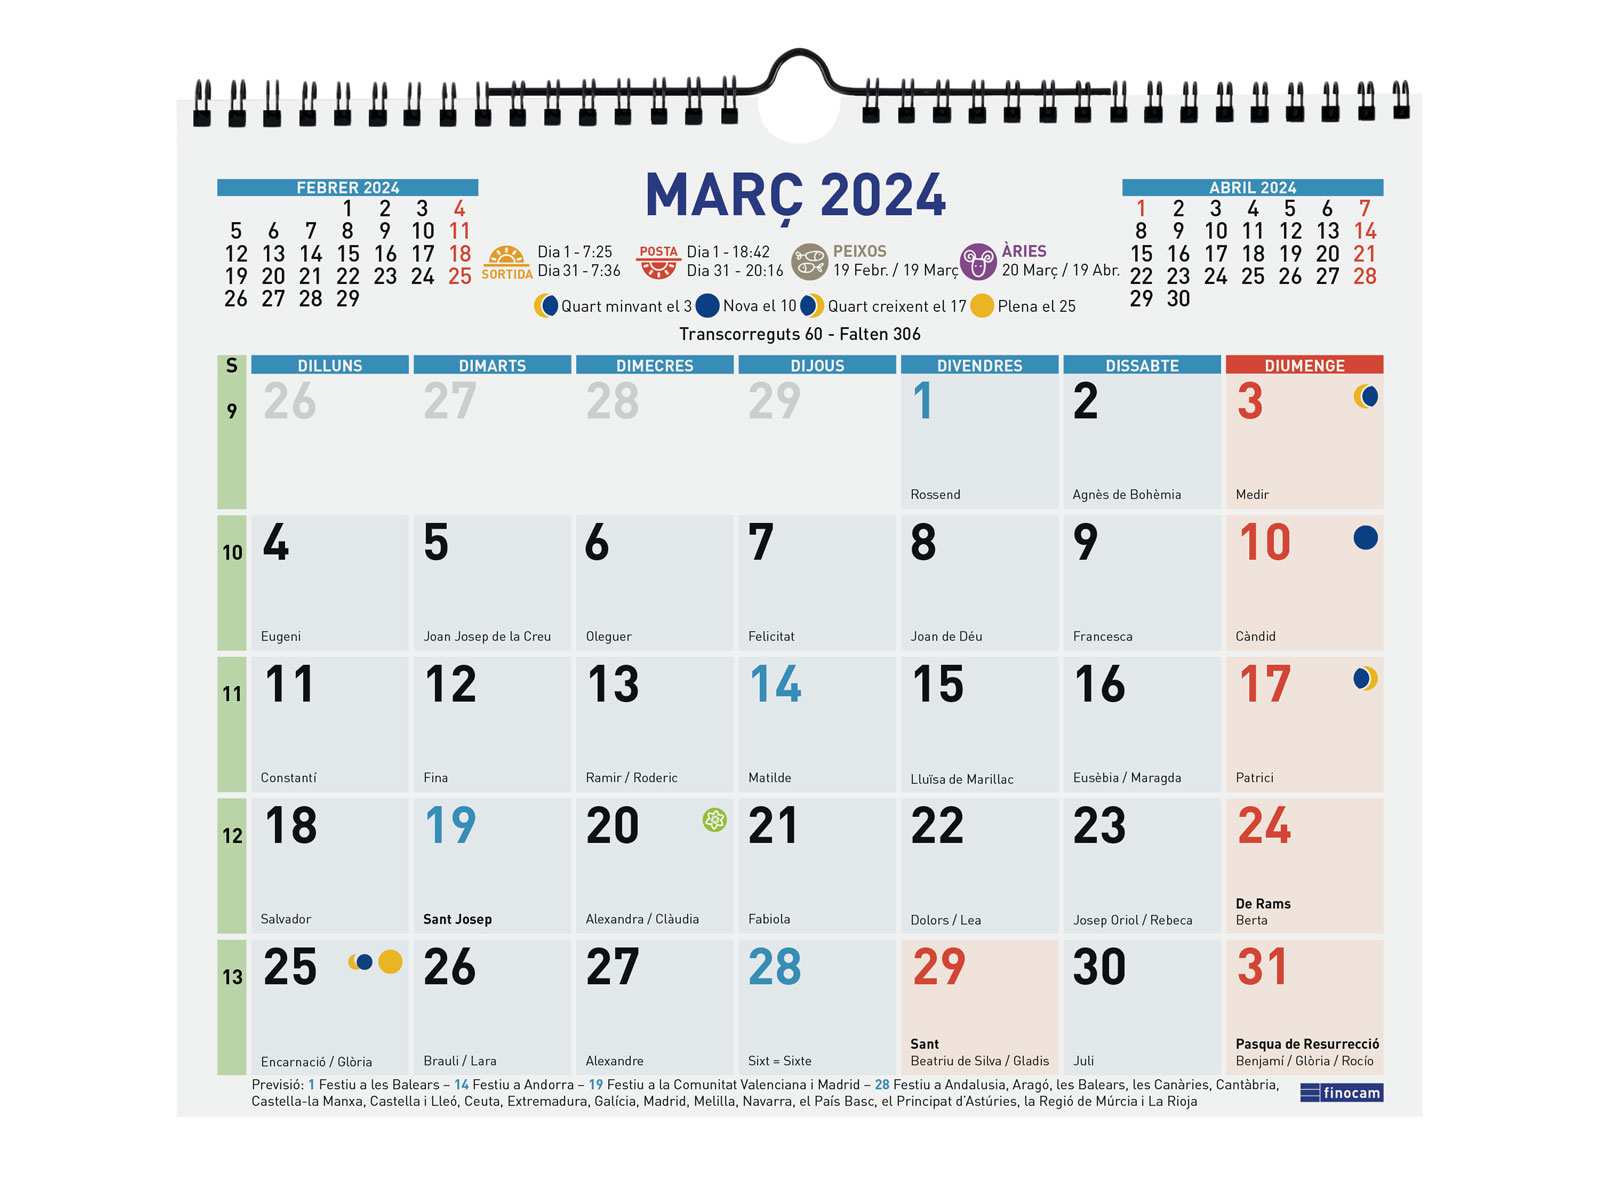 MARÇ 2024
FEBRER 2024
1 2 3 4
5 6 7 8 9 10 11
12 13 14 15 16 17 18
19 20 21 22 23 24 25
26 27 28 29
SORTIDA
Dia 1 - 7:25
Dia 31 - 7:36
POSTA
Dia 1 - 18:42
Dia 31 - 20:16
PEIXOS
19 Febr. / 19 Març
ÀRIES
20 Març / 19 Abr.
ABRIL 2024
1 2 3 4 5 6 7
8 9 10 11 12 13 14
15 16 17 18 19 20 21
22 23 24 25 26 27 28
29 30
Quart minvant el 3 Nova el 10 Quart creixent el 17 Plena el 25
Transcorreguts 60 - Falten 306
S DILLUNS DIMARTS DIMECRES DIJOUS DIVENDRES DISSABTE DIUMENGE
9 26 27 28 29 1 2 3
Rossend Agnès de Bohèmia Medir
10 4 5 6 7 8 9 10
Eugeni Joan Josep de la Creu Oleguer Felicitat Joan de Déu Francesca Càndid
11 11 12 13 14 15 16 17
Constantí Fina Ramir / Roderic Matilde Lluïsa de Marillac Eusèbia / Maragda Patrici
12 18 19 20 21 22 23 24
De Rams
Salvador Sant Josep Alexandra / Clàudia Fabiola Dolors / Lea Josep Oriol / Rebeca Berta
13 25 26 27 28 29 30 31
Sant Pasqua de Resurrecció
Encarnació / Glòria Brauli / Lara Alexandre Sixt = Sixte Beatriu de Silva / Gladis Juli Benjamí / Glòria / Rocío
Previsió: 1 Festiu a les Balears – 14 Festiu a Andorra – 19 Festiu a la Comunitat Valenciana i Madrid – 28 Festiu a Andalusia, Aragó, les Balears, les Canàries, Cantàbria,
Castella-la Manxa, Castella i Lleó, Ceuta, Extremadura, Galícia, Madrid, Melilla, Navarra, el País Basc, el Principat d'Astúries, la Regió de Múrcia i La Rioja
finocam